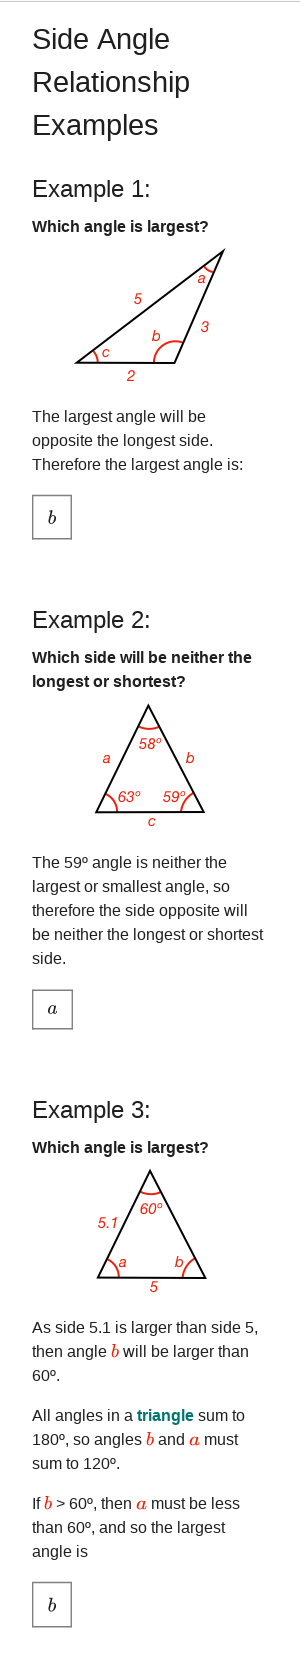 Side Angle
Relationship
Examples
Example 1:
Which angle is largest?
a
5
3
b
c
2
The largest angle will be
opposite the longest side.
Therefore the largest angle is:
b
Example 2:
Which side will be neither the
longest or shortest?
58º
a
b
63º 59º
c
The 59º angle is neither the
largest or smallest angle, so
therefore the side opposite will
be neither the longest or shortest
side.
a
Example 3:
Which angle is largest?
60º
5.1
a b
5
As side 5.1 is larger than side 5,
then angle b will be larger than
60º.
All angles in a triangle sum to
180º, so angles b and a must
sum to 120º.
If b > 60º, then a must be less
than 60º, and so the largest
angle is
b